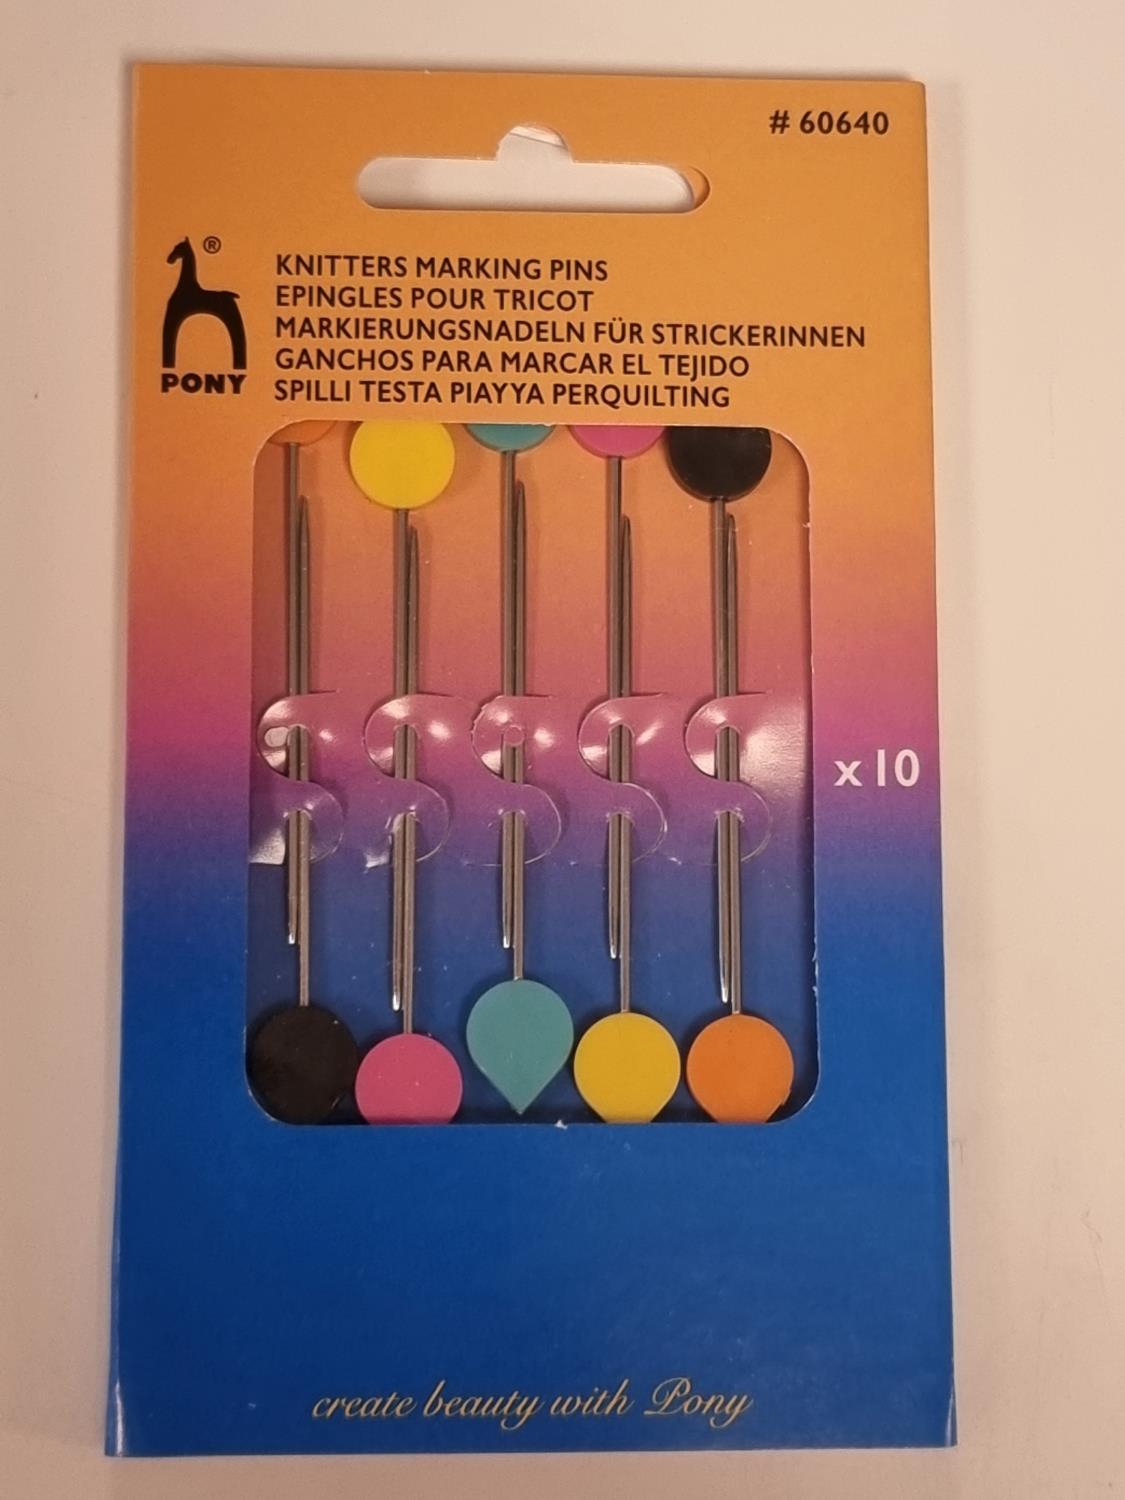 # 60640
®
KNITTERS MARKING PINS
EPINGLES POUR TRICOT
MARKIERUNGSNADELN FÜR STRICKERINNEN
GANCHOS PARA MARCAR EL TEJIDO
SPILLI TESTA PIAYYA PERQUILTING
PONY
x10
create beauty with Pony